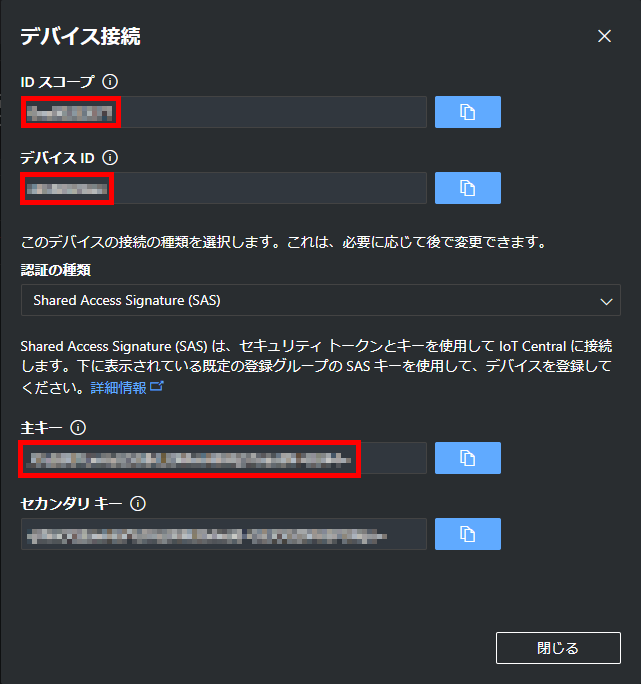 デバイス接続
ID スコープ
デバイス ID
このデバイスの接続の種類を選択します。これは、必要に応じて後で変更できます。
認証の種類
Shared Access Signature (SAS)
Shared Access Signature (SAS) は、セキュリティ トークンとキーを使用して IoT Central に接続
します。下に表示されている既定の登録グループの SAS キーを使用して、デバイスを登録して
ください。詳細情報
主キー
セカンダリ キー
閉じる